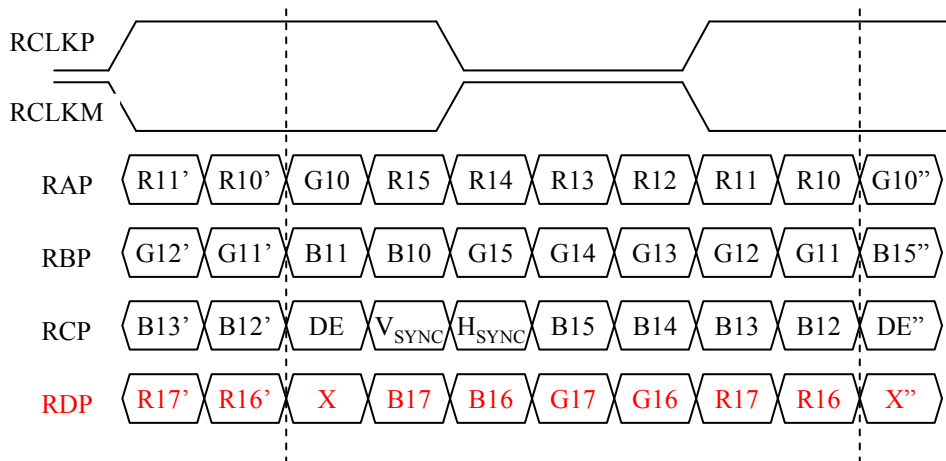 RCLKP
RCLKM
RAP R11’ R10’ G10 R15 R14 R13 R12 R11 R10 G10”
RBP G12’ G11’ B11 B10 G15 G14 G13 G12 G11 B15”
RCP B13’ B12’ DE VSYNC HSYNC B15 B14 B13 B12 DE”
RDP R17’ R16’ X B17 B16 G17 G16 R17 R16 X”